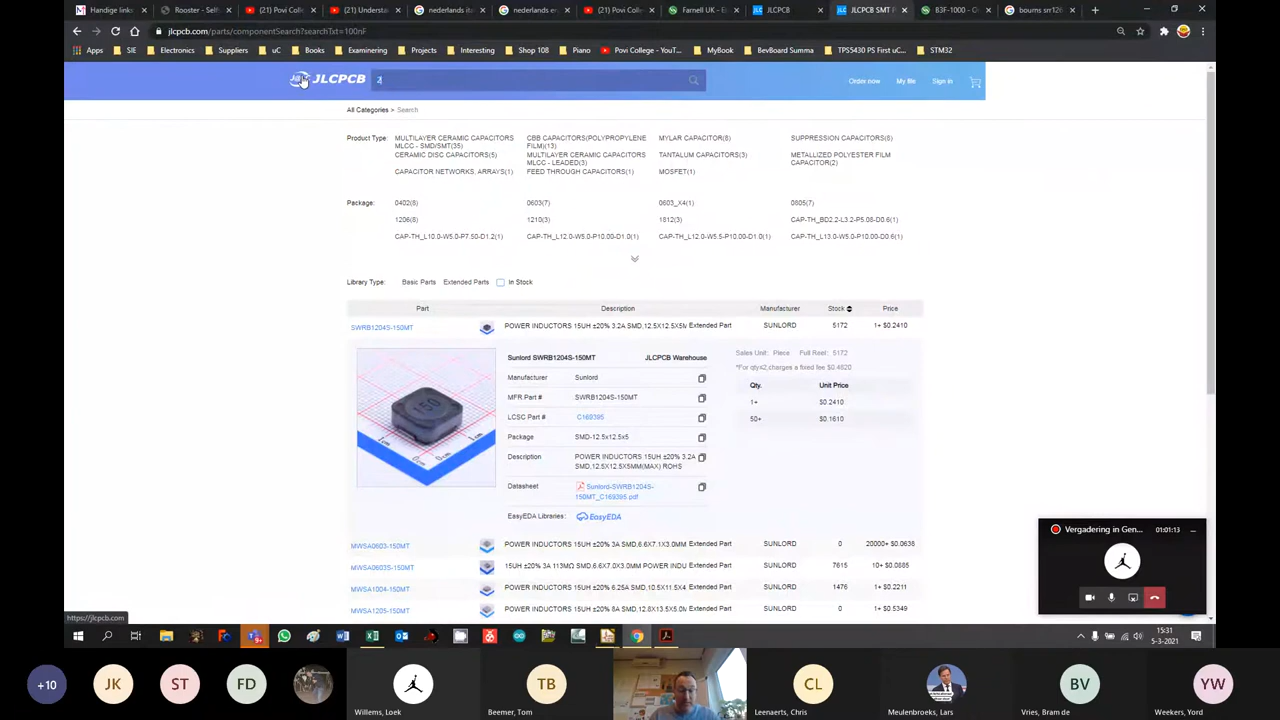 Handige links
Rooster - Selby
(21) Povi Colle
(21) Understa
nederlands ita
nederlands en
(21) Povi Colle
Farnell UK - E
JLCPCB
JLCPCB SMT P
B3F-1000 - C
bourns srr126
jlcpcb.com/parts/componentSearch?searchTxt=100nF
Apps SIE Electronics Suppliers uC Books Examinering Projects Interesting Shop 108 Piano Povi College - YouT... MyBook BevBoard Summa TPS5430 PS First uC... STM32
JLCPCB 2 Order now My file Sign in
All Categories > Search
Product Type: MULTILAYER CERAMIC CAPACITORS MLCC - SMD/SMT(35) CBB CAPACITORS(POLYPROPYLENE FILM)(13) MYLAR CAPACITOR(8) SUPPRESSION CAPACITORS(8)
CERAMIC DISC CAPACITORS(5) MULTILAYER CERAMIC CAPACITORS MLCC - LEADED(3) TANTALUM CAPACITORS(3) METALLIZED POLYESTER FILM CAPACITOR(2)
CAPACITOR NETWORKS, ARRAYS(1) FEED THROUGH CAPACITORS(1) MOSFET(1)
Package: 0402(8) 0603(7) 0603_X4(1) 0805(7)
1206(8) 1210(3) 1812(3) CAP-TH_BD2.2-L3.2-P5.08-D0.6(1)
CAP-TH_L10.0-W5.0-P7.50-D1.2(1) CAP-TH_L12.0-W5.0-P10.00-D1.0(1) CAP-TH_L12.0-W5.5-P10.00-D1.0(1) CAP-TH_L13.0-W5.0-P10.00-D0.6(1)
Library Type: Basic Parts Extended Parts In Stock
Part Description Manufacturer Stock Price
SWRB1204S-150MT POWER INDUCTORS 15UH ±20% 3.2A SMD,12.5X12.5X5M Extended Part SUNLORD 5172 1+ $0.2410
Sunlord SWRB1204S-150MT JLCPCB Warehouse
Manufacturer Sunlord
MFR Part # SWRB1204S-150MT
LCSC Part # C169395
Package SMD-12.5x12.5x5
Description POWER INDUCTORS 15UH ±20% 3.2A
SMD,12.5X12.5X5MM(MAX) ROHS
Datasheet Sunlord-SWRB1204S-
150MT_C169395.pdf
EasyEDA Libraries: EasyEDA
Sales Unit: Piece Full Reel: 5172
*For qty≤2,charges a fixed fee $0.4820
Qty. Unit Price
1+ $0.2410
50+ $0.1610
MWSA0603-150MT POWER INDUCTORS 15UH ±20% 3A SMD,6.6X7.1X3.0MM Extended Part SUNLORD 0 20000+ $0.0638
MWSA0603S-150MT 15UH ±20% 3A 113MΩ SMD,6.6X7.0X3.0MM POWER INDU Extended Part SUNLORD 7615 10+ $0.0885
MWSA1004-150MT POWER INDUCTORS 15UH ±20% 6.25A SMD,10.5X11.5X4 Extended Part SUNLORD 1476 1+ $0.2211
MWSA1205-150MT POWER INDUCTORS 15UH ±20% 8A SMD,12.8X13.5X5.0M Extended Part SUNLORD 0 1+ $0.5349
https://jlcpcb.com
Vergadering in Gen... 01:01:13
15:31
5-3-2021
+10 JK ST FD
TB CL BV YW
Willems, Loek
Beemer, Tom
Leenaerts, Chris
Meulenbroeks, Lars
Vries, Bram de
Weekers, Yord